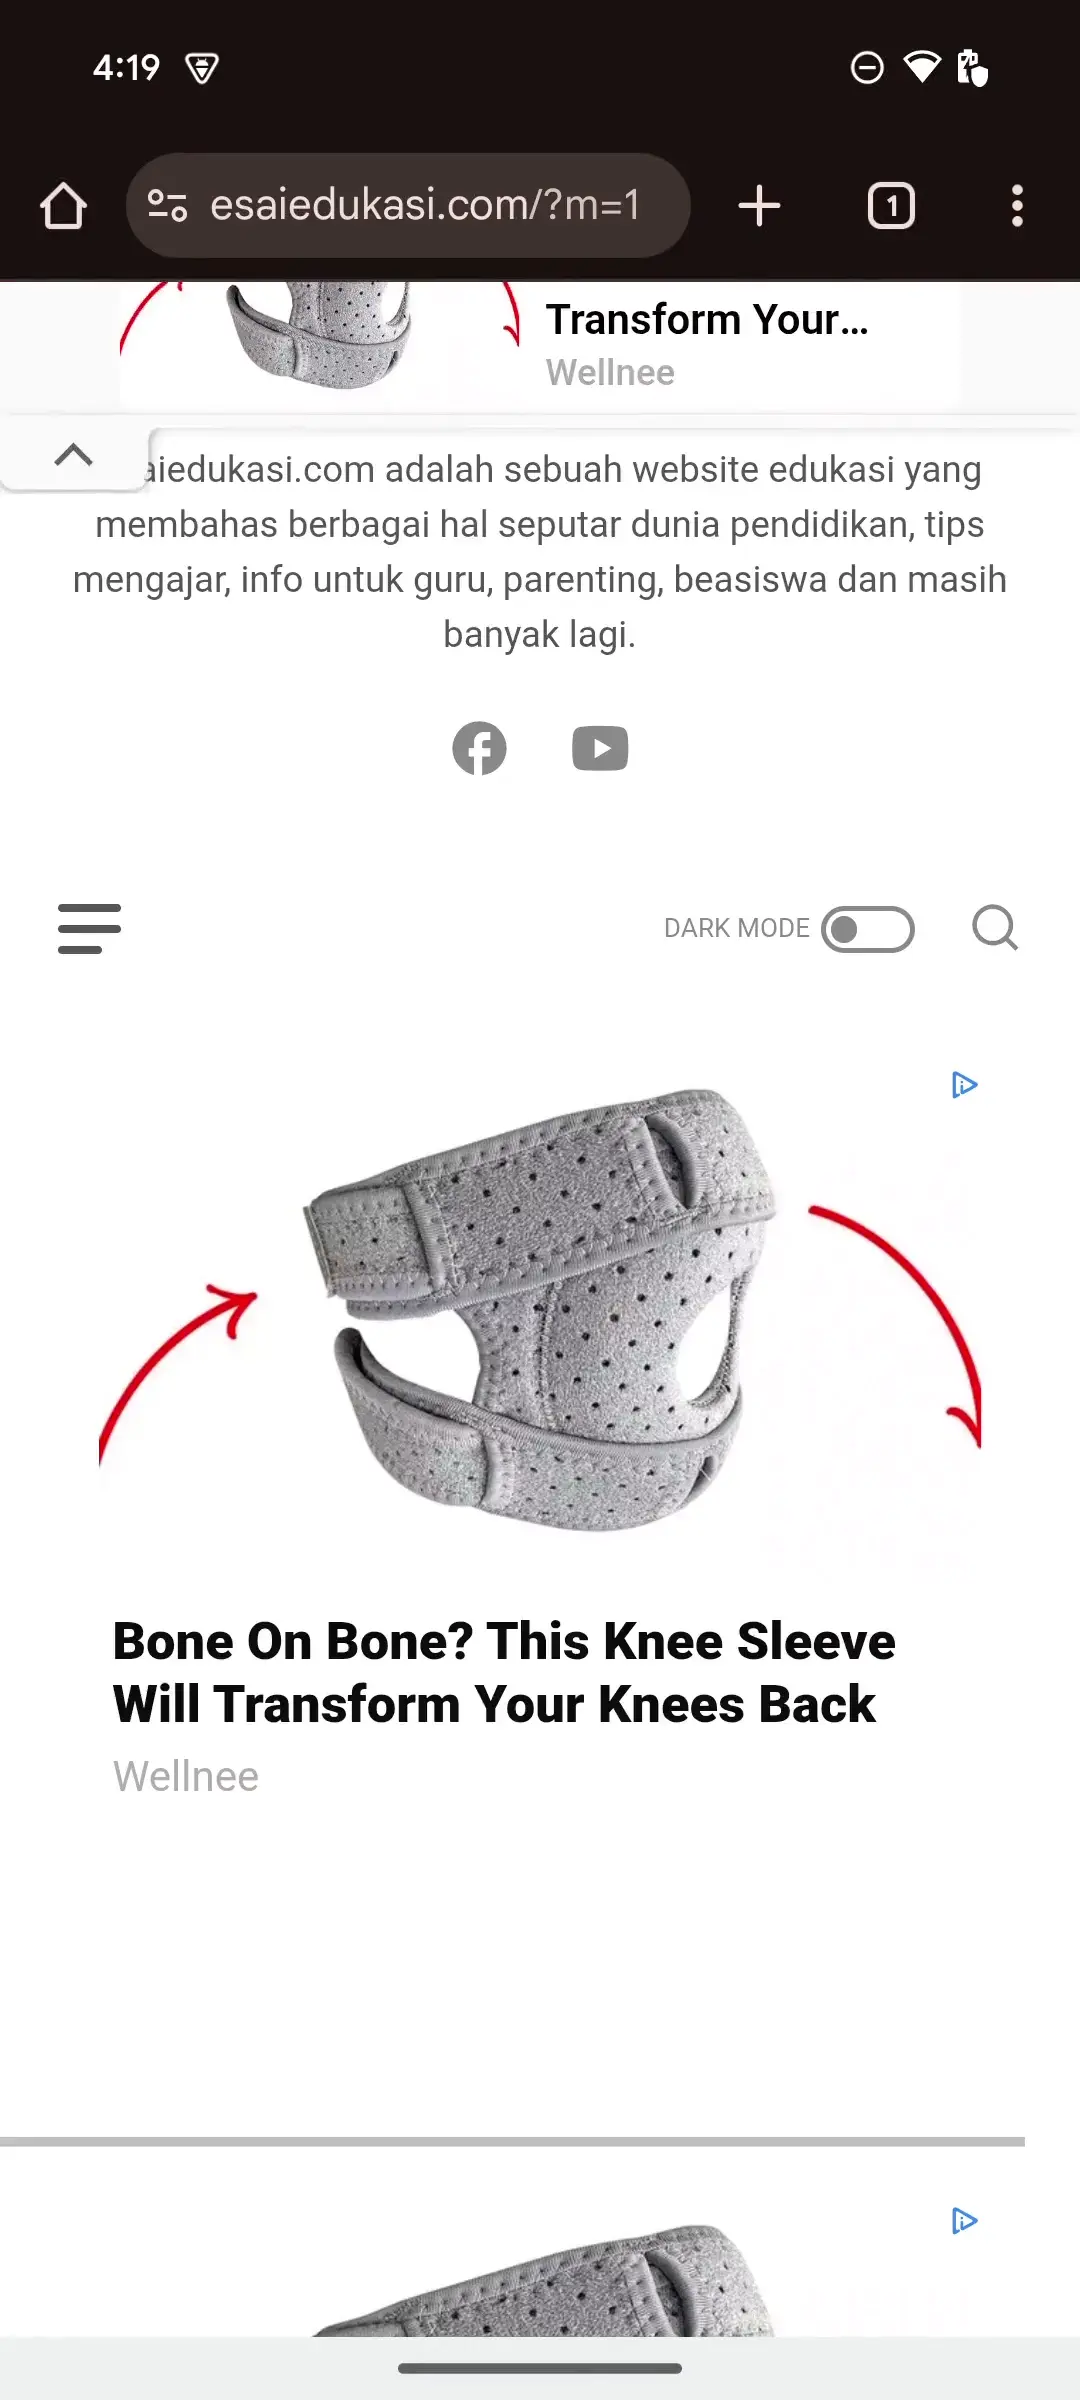 4:19
esaiedukasi.com/?m=1
1
Transform Your...
Wellnee
aiedukasi.com adalah sebuah website edukasi yang
membahas berbagai hal seputar dunia pendidikan, tips
mengajar, info untuk guru, parenting, beasiswa dan masih
banyak lagi.
DARK MODE
Bone On Bone? This Knee Sleeve
Will Transform Your Knees Back
Wellnee